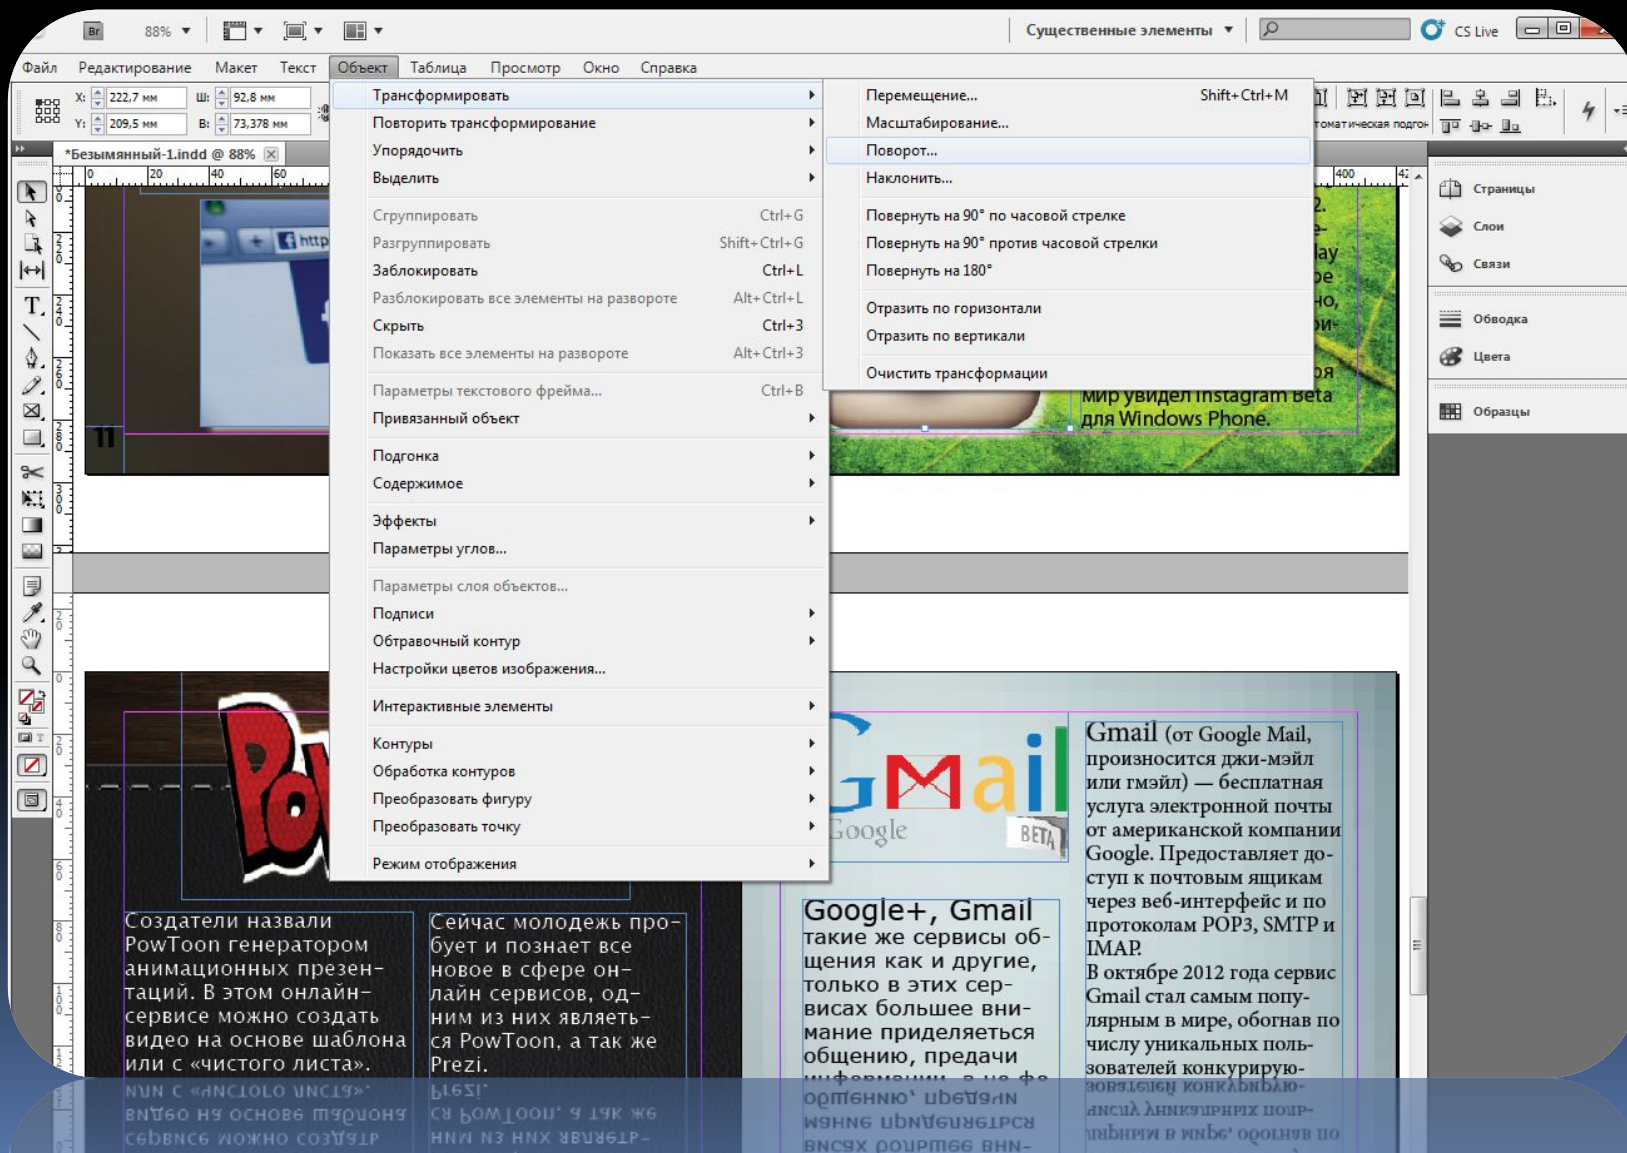 Br 88% Существенные элементы CS Live
Файл Редактирование Макет Текст Объект Таблица Просмотр Окно Справка
X: 222,7 мм Ш: 92,8 мм
Y: 209,5 мм В: 73,378 мм
*Безымянный-1.indd @ 88%
0 20 40 60
400
Трансформировать
Повторить трансформирование
Упорядочить
Выделить
Сгруппировать Ctrl+G
Разгруппировать Shift+Ctrl+G
Заблокировать Ctrl+L
Разблокировать все элементы на развороте Alt+Ctrl+L
Скрыть Ctrl+3
Показать все элементы на развороте Alt+Ctrl+3
Параметры текстового фрейма... Ctrl+B
Привязанный объект
Подгонка
Содержимое
Эффекты
Параметры углов...
Параметры слоя объектов...
Подписи
Обтравочный контур
Настройки цветов изображения...
Интерактивные элементы
Контуры
Обработка контуров
Преобразовать фигуру
Преобразовать точку
Режим отображения
Перемещение... Shift+Ctrl+M
Масштабирование...
Поворот...
Наклонить...
Повернуть на 90° по часовой стрелке
Повернуть на 90° против часовой стрелки
Повернуть на 180°
Отразить по горизонтали
Отразить по вертикали
Очистить трансформации
Страницы
Слои
Связи
Обводка
Цвета
Образцы
http
11
мир увидел Instagram Beta
для Windows Phone.
GMail
Google
BETA
Создатели назвали
PowToon генератором
анимационных презен-
таций. В этом онлайн-
сервисе можно создать
видео на основе шаблона
или с «чистого листа».
Сейчас молодежь про-
бует и познает все
новое в сфере он-
лайн сервисов, од-
ним из них являеть-
ся PowToon, а так же
Prezi.
Google+, Gmail
такие же сервисы об-
щения как и другие,
только в этих сер-
висах большее вни-
мание приделяеться
общению, предачи
Gmail (от Google Mail,
произносится джи-мэйл
или гмэйл) — бесплатная
услуга электронной почты
от американской компании
Google. Предоставляет до-
ступ к почтовым ящикам
через веб-интерфейс и по
протоколам POP3, SMTP и
IMAP.
В октябре 2012 года сервис
Gmail стал самым попу-
лярным в мире, обогнав по
числу уникальных поль-
зователей конкурирую-